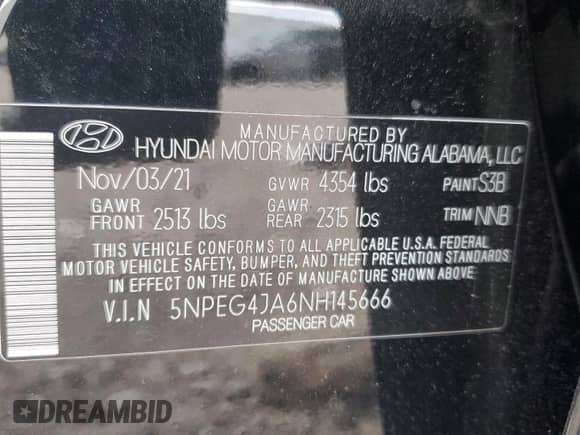 MANUFACTURED BY
HYUNDAI MOTOR MANUFACTURING ALABAMA, LLC
Nov/03/21 GVWR 4354 lbs PAINT S3B
GAWR FRONT 2513 lbs GAWR REAR 2315 lbs TRIM NNB
THIS VEHICLE CONFORMS TO ALL APPLICABLE U.S.A. FEDERAL
MOTOR VEHICLE SAFETY, BUMPER, AND THEFT PREVENTION STANDARDS
IN EFFECT ON THE DATE OF MANUFACTURE SHOWN ABOVE
V.I.N 5NPEG4JA6NH145666
PASSENGER CAR
DREAMBID